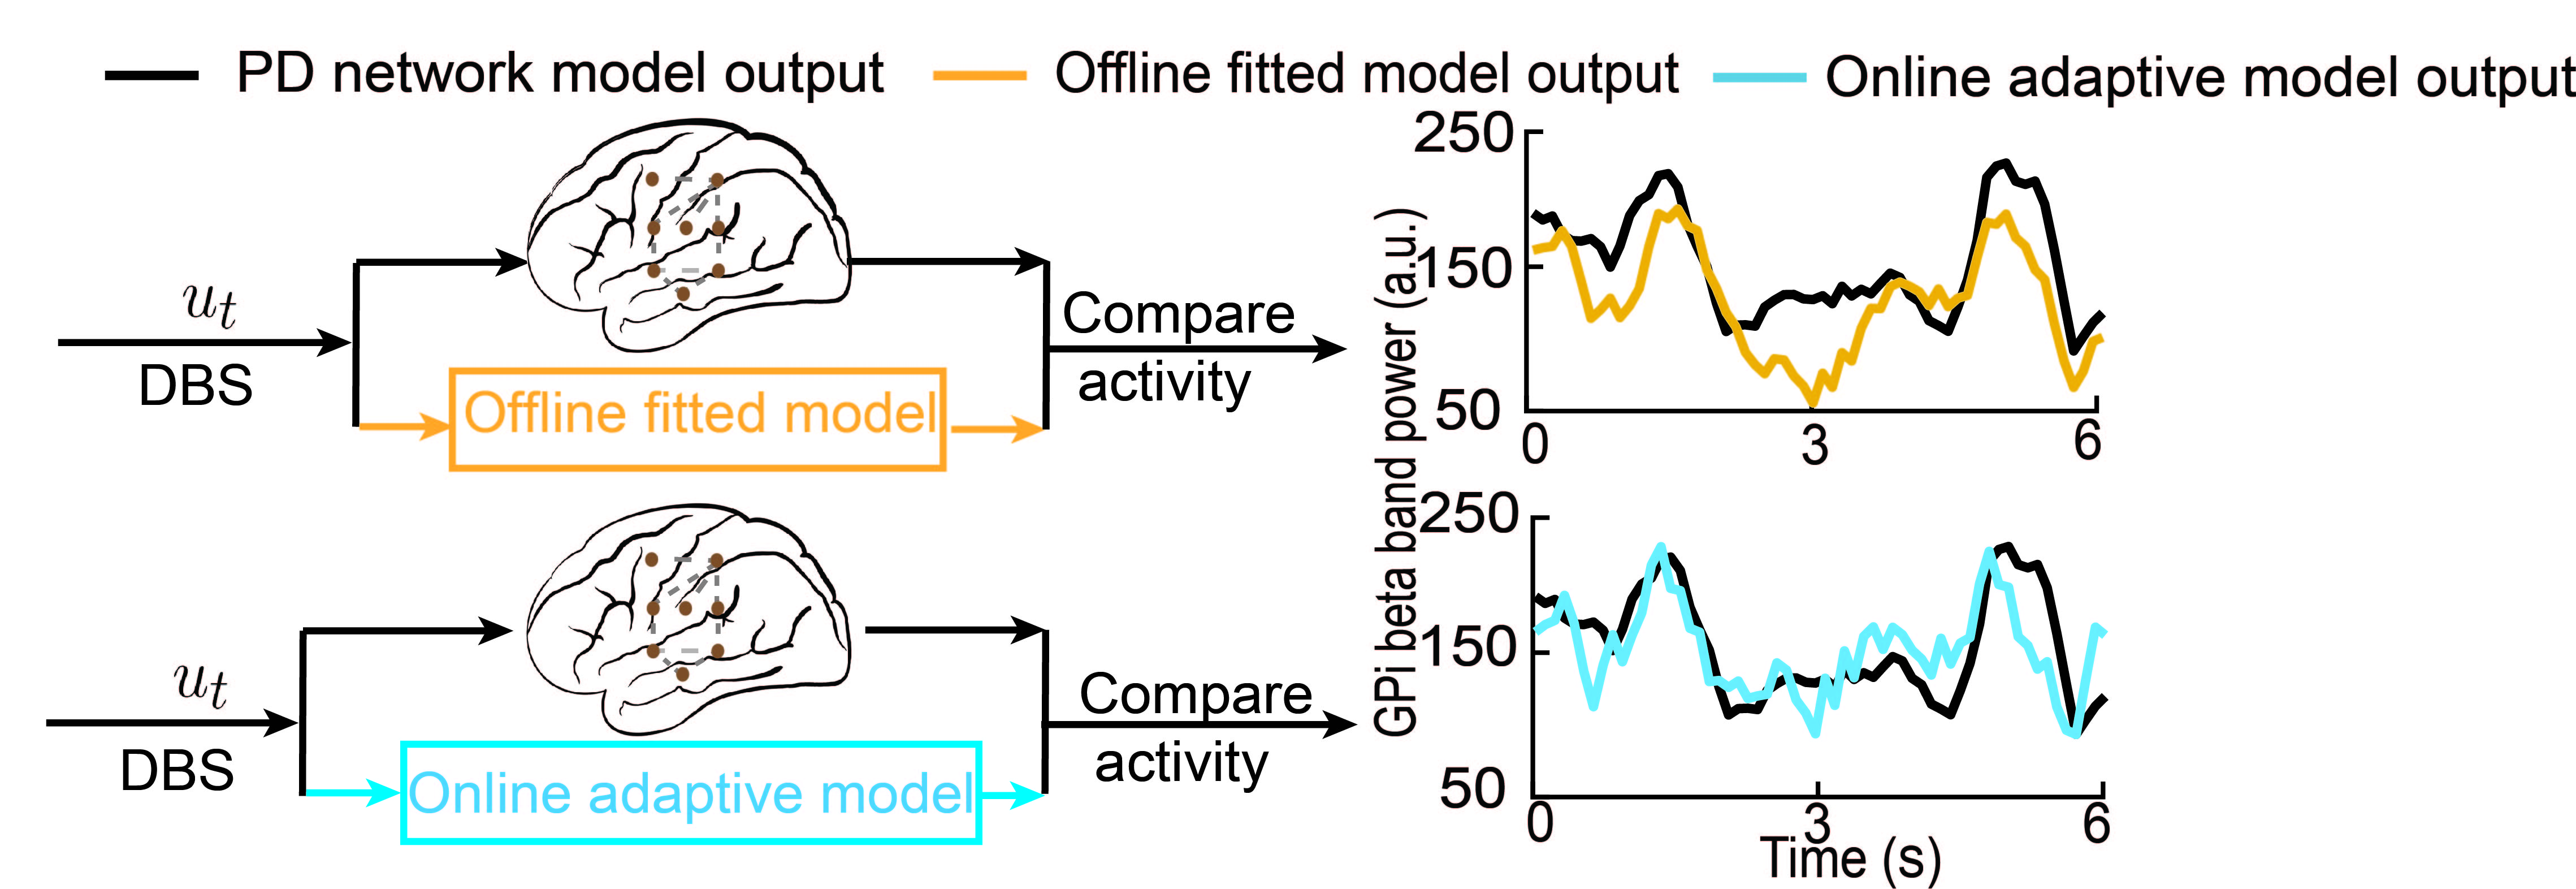 PD network model output
Offline fitted model output
Online adaptive model output
u_t
DBS
Offline fitted model
Compare
activity
GPi beta band power (a.u.)
250
150
50
0
3
6
u_t
DBS
Online adaptive model
Compare
activity
250
150
50
0
3
6
Time (s)